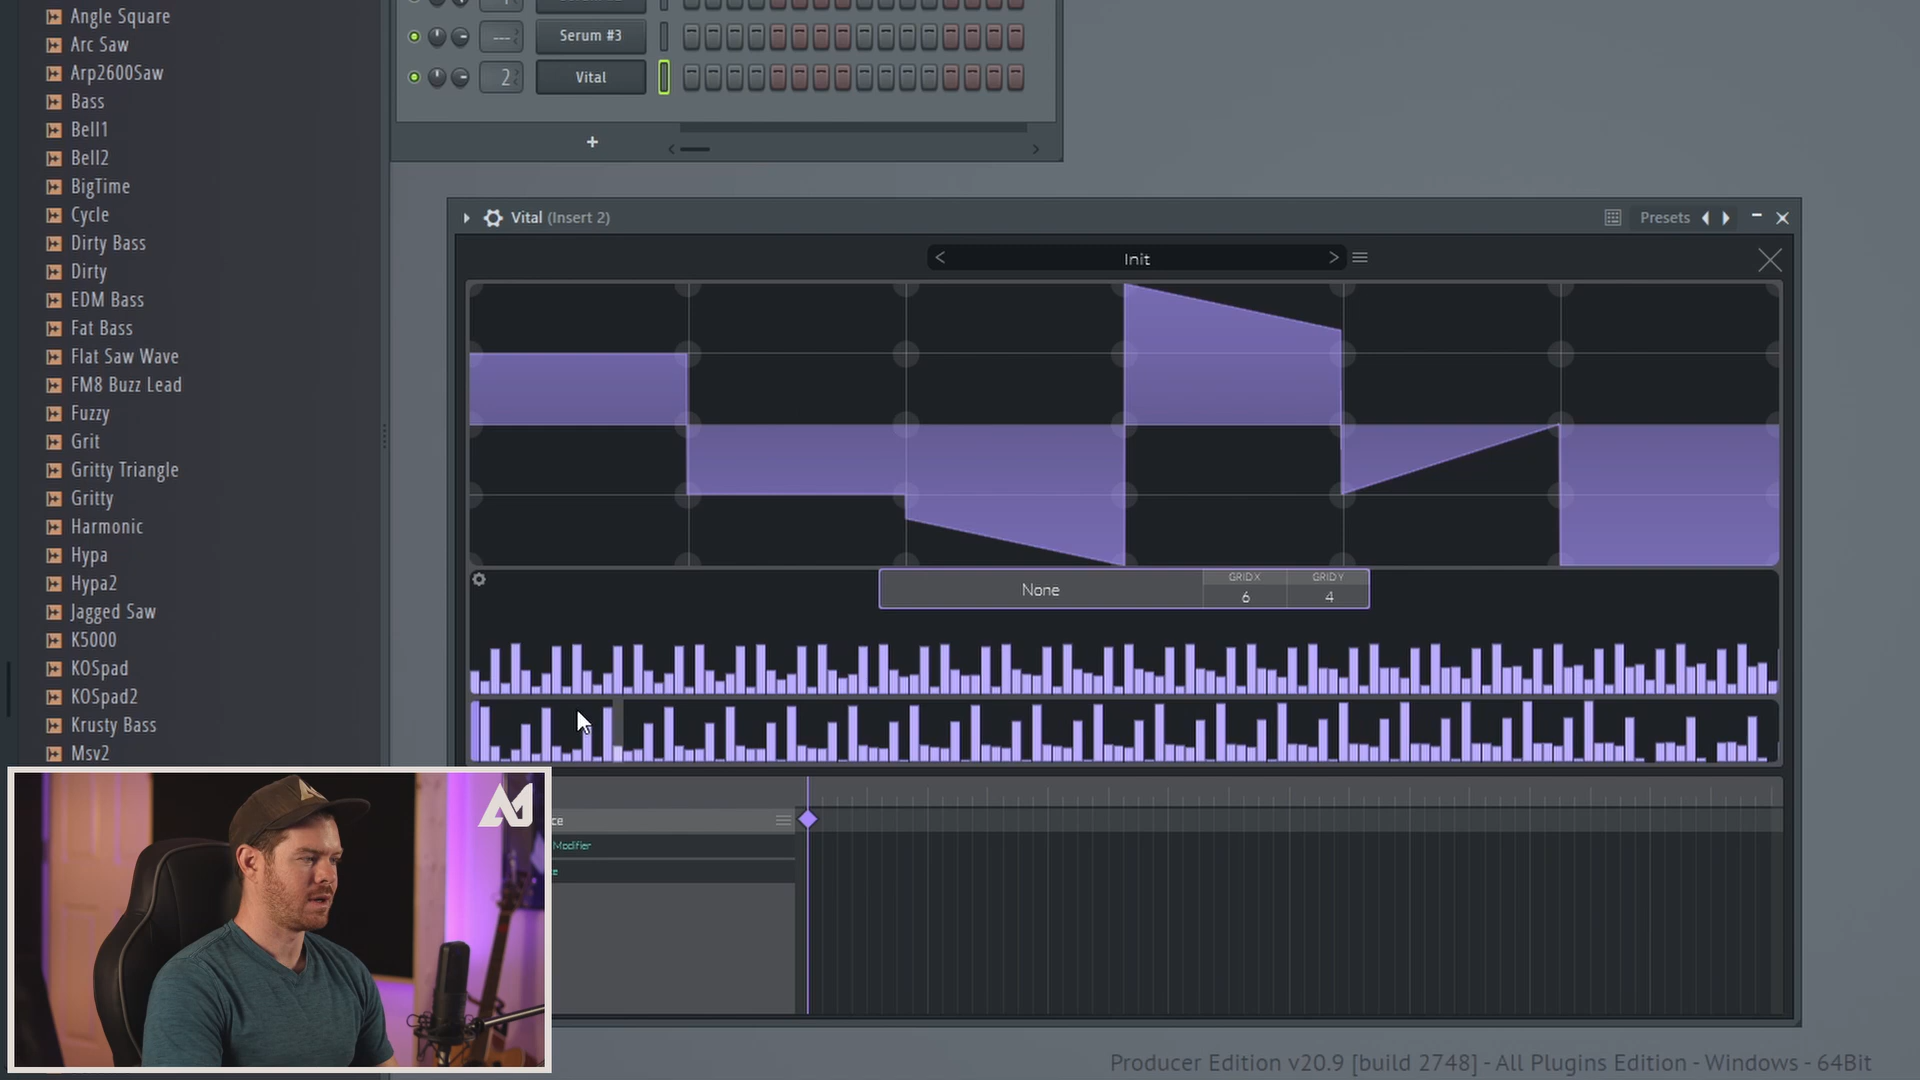 Angle Square
Arc Saw
Arp2600Saw
Bass
Bell1
Bell2
BigTime
Cycle
Dirty Bass
Dirty
EDM Bass
Fat Bass
Flat Saw Wave
FM8 Buzz Lead
Fuzzy
Grit
Gritty Triangle
Gritty
Harmonic
Hypa
Hypa2
Jagged Saw
K5000
KOSpad
KOSpad2
Krusty Bass
Msv2
--- Serum #3
2 Vital
+
Vital (Insert 2)
Presets
< Init >
None
GRID X
6
GRID Y
4
ce
Modifier
e
Producer Edition v20.9 [build 2748] - All Plugins Edition - Windows - 64Bit